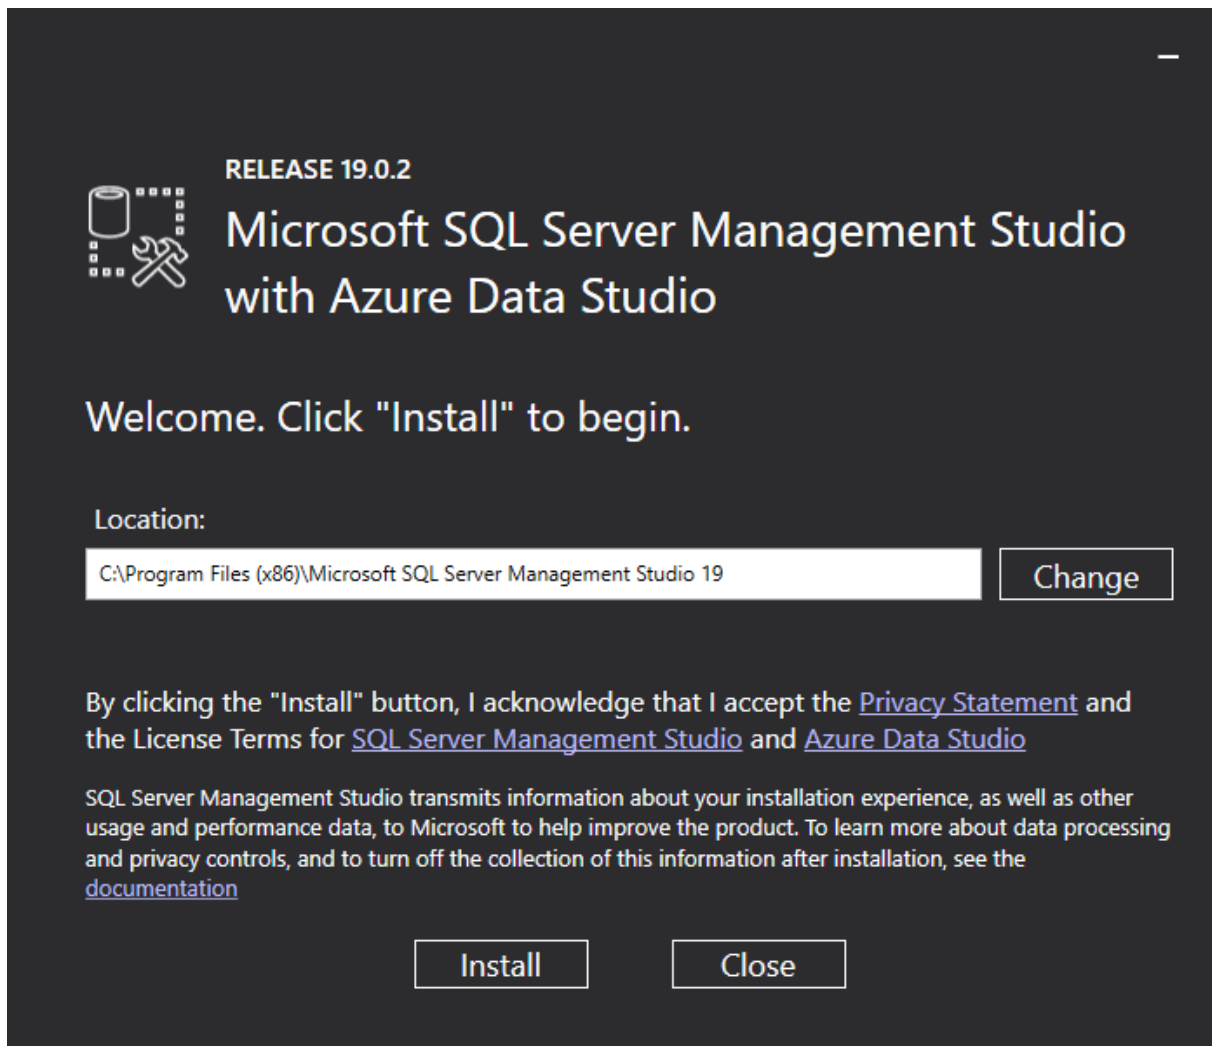 RELEASE 19.0.2
Microsoft SQL Server Management Studio
with Azure Data Studio
Welcome. Click "Install" to begin.
Location:
C:\Program Files (x86)\Microsoft SQL Server Management Studio 19
Change
By clicking the "Install" button, I acknowledge that I accept the Privacy Statement and
the License Terms for SQL Server Management Studio and Azure Data Studio
SQL Server Management Studio transmits information about your installation experience, as well as other
usage and performance data, to Microsoft to help improve the product. To learn more about data processing
and privacy controls, and to turn off the collection of this information after installation, see the
documentation
Install
Close